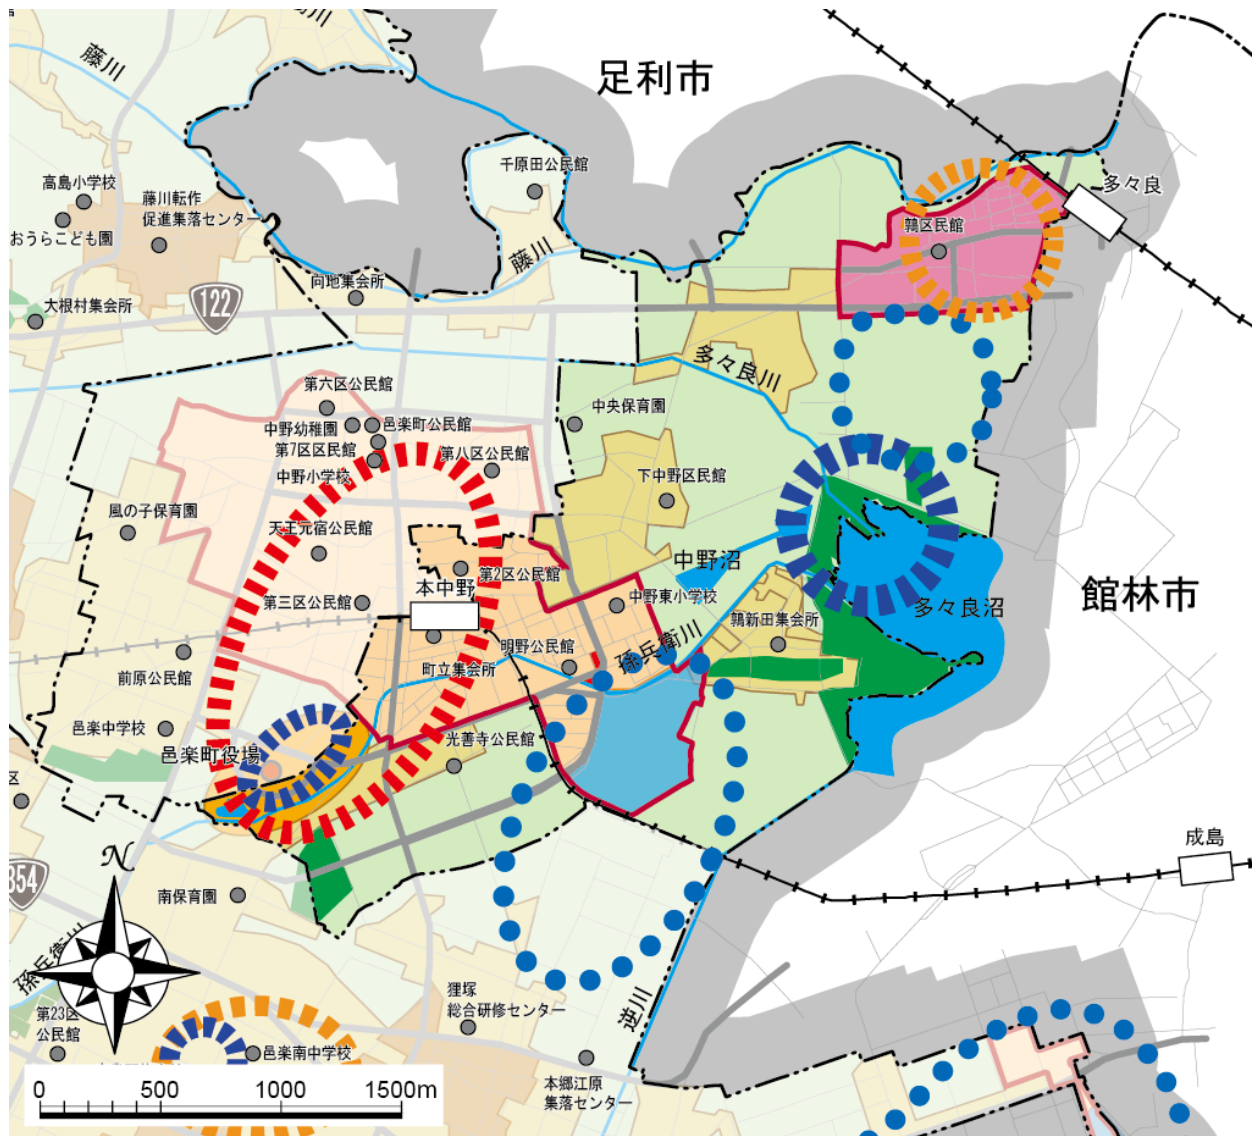 足利市
藤川
千原田公民館
高島小学校
藤川転作
促進集落センター
おうらこども園
多々良
鶉区民館
藤川
向地集会所
大根村集会所
122
多々良川
第六区公民館
中央保育園
中野幼稚園
邑楽町公民館
第7区区民館
第八区公民館
中野小学校
下中野区民館
風の子保育園
天王元宿公民館
中野沼
第2区公民館
本中野
館林市
第三区公民館
中野東小学校
多々良沼
鶉新田集会所
孫兵衛川
明野公民館
町立集会所
前原公民館
邑楽中学校
光善寺公民館
邑楽町役場
区
成島
N
354
南保育園
孫兵衛川
狸塚
総合研修センター
逆川
第23区
公民館
邑楽南中学校
本郷江原
集落センター
0 500 1000 1500m